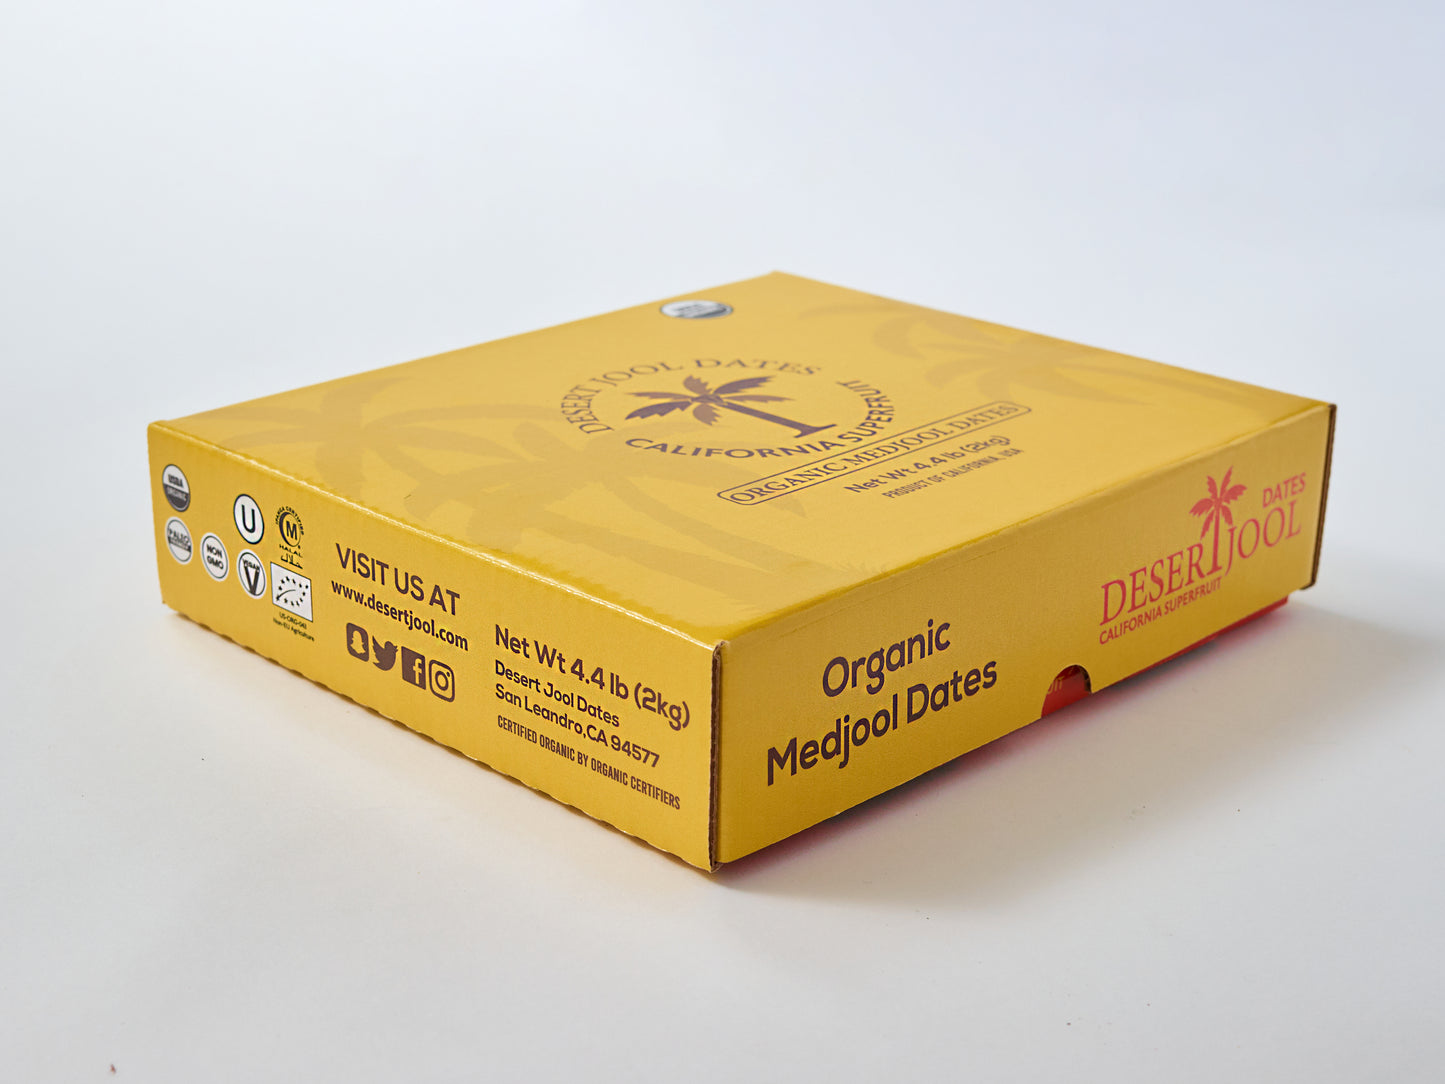 DESERT JOOL DATES
CALIFORNIA SUPERFRUIT
ORGANIC MEDJOOL DATES
Net Wt 4.4 lb (2kg)
PRODUCT OF CALIFORNIA, USA
USDA
ORGANIC
PALEO
NON
GMO
U
VEGAN
V
M
HALAL
حلال
US-ORG-043
Non-EU Agriculture
VISIT US AT
www.desertjool.com
Net Wt 4.4 lb (2kg)
Desert Jool Dates
San Leandro,CA 94577
CERTIFIED ORGANIC BY ORGANIC CERTIFIERS
Organic
Medjool Dates
DATES
DESERT JOOL
CALIFORNIA SUPERFRUIT